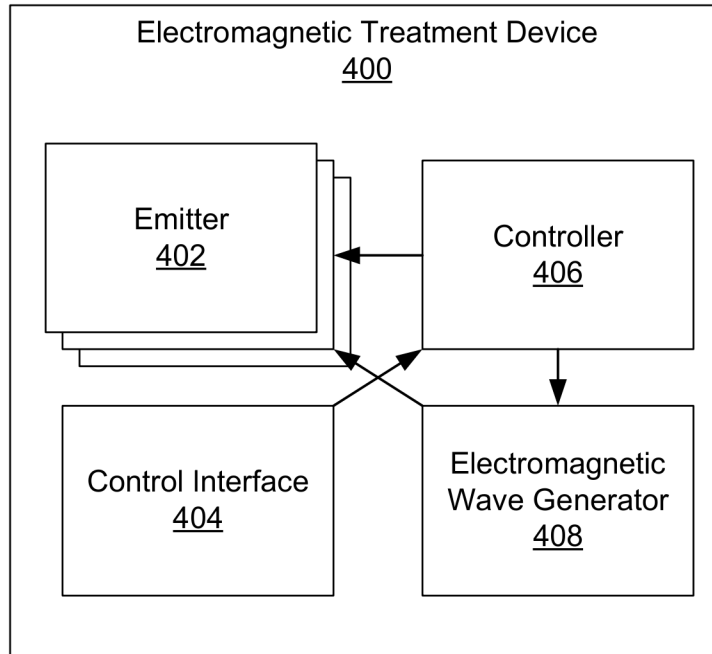 Electromagnetic Treatment Device
400
Emitter
402
Controller
406
Control Interface
404
Electromagnetic
Wave Generator
408